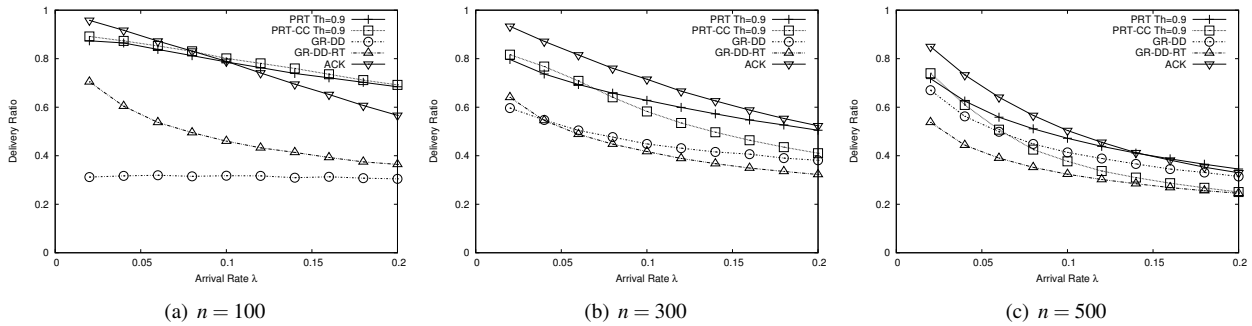 1
0.8
0.6
0.4
0.2
0
Delivery Ratio
0
0.05
0.1
0.15
0.2
Arrival Rate λ
PRT Th=0.9
PRT-CC Th=0.9
GR-DD
GR-DD-RT
ACK
(a) n = 100
1
0.8
0.6
0.4
0.2
0
Delivery Ratio
0
0.05
0.1
0.15
0.2
Arrival Rate λ
PRT Th=0.9
PRT-CC Th=0.9
GR-DD
GR-DD-RT
ACK
(b) n = 300
1
0.8
0.6
0.4
0.2
0
Delivery Ratio
0
0.05
0.1
0.15
0.2
Arrival Rate λ
PRT Th=0.9
PRT-CC Th=0.9
GR-DD
GR-DD-RT
ACK
(c) n = 500